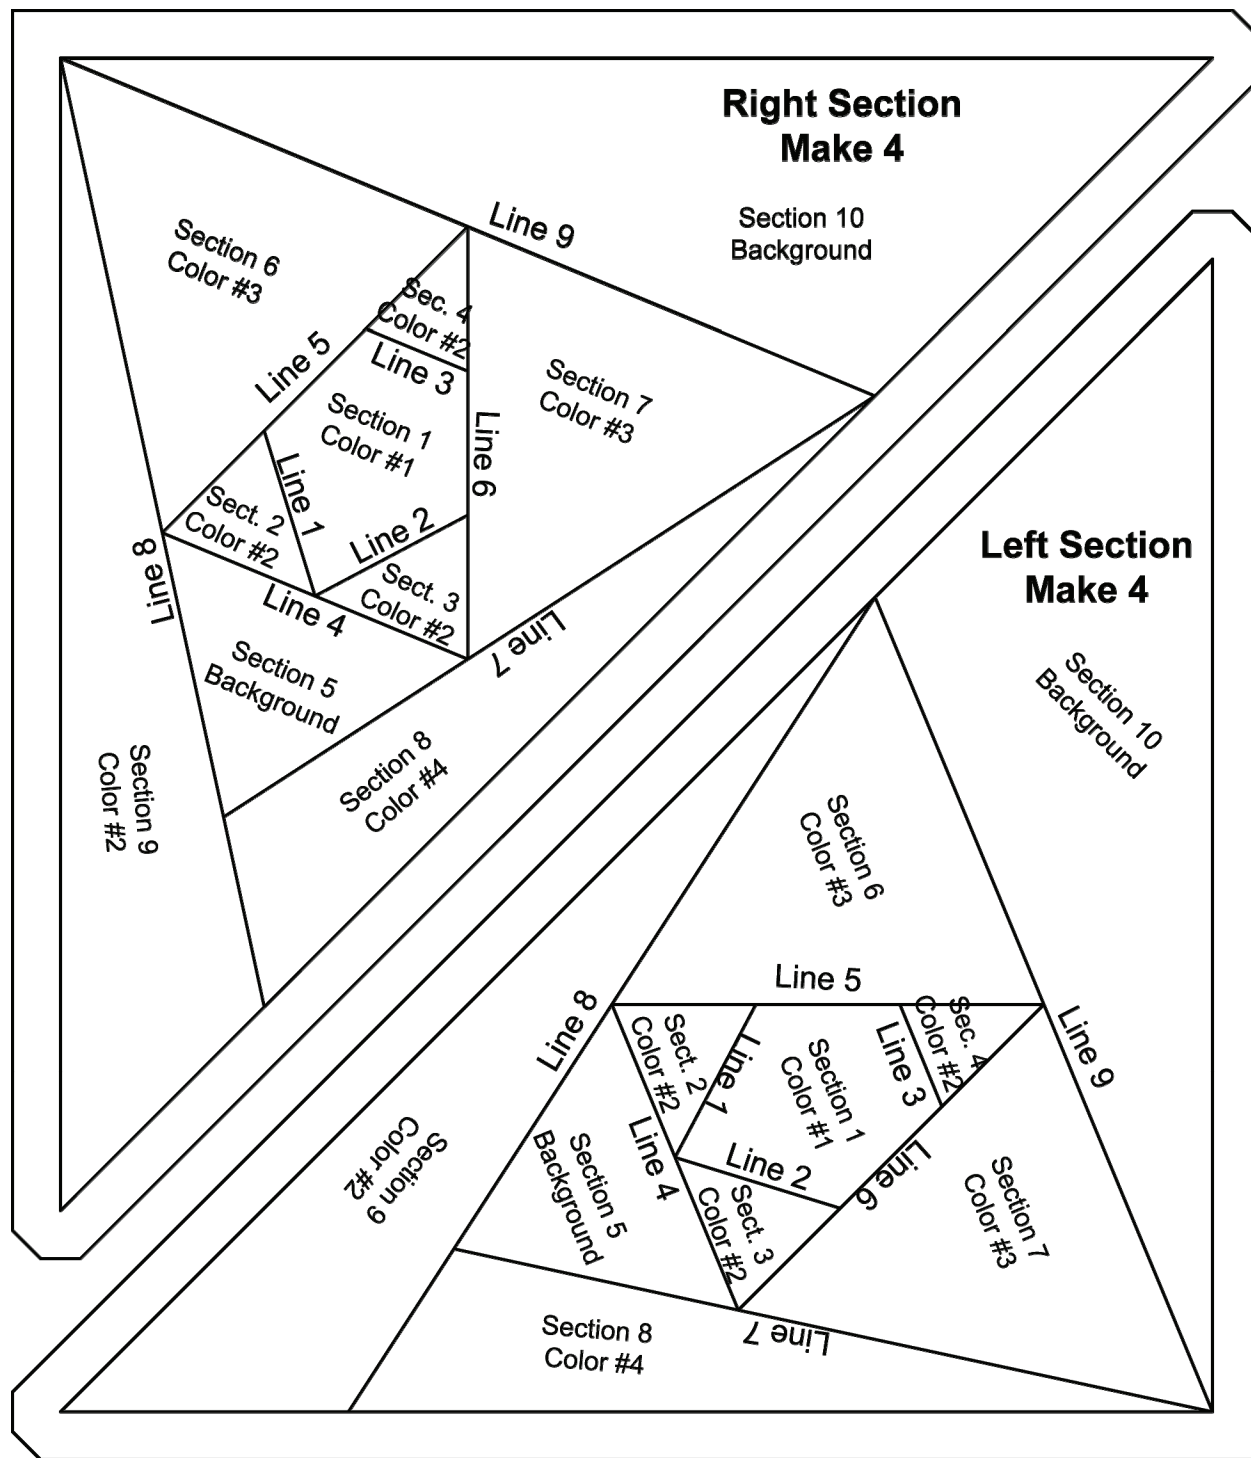 Right Section
Make 4
Section 10
Background
Line 9
Section 6
Color #3
Sec. 4
Color #2
Line 5
Line 3
Section 7
Color #3
Section 1
Color #1
Line 6
Line 1
Sect. 2
Color #2
Line 2
Sect. 3
Color #2
Line 8
Line 4
Line 7
Section 5
Background
Section 8
Color #4
Section 9
Color #2
Left Section
Make 4
Section 10
Background
Section 6
Color #3
Line 5
Line 8
Sect. 2
Color #2
Line 1
Section 1
Color #1
Line 3
Sec. 4
Color #2
Line 9
Line 4
Line 2
Line 6
Section 5
Background
Sect. 3
Color #2
Section 7
Color #3
Section 9
Color #2
Section 8
Color #4
Line 7